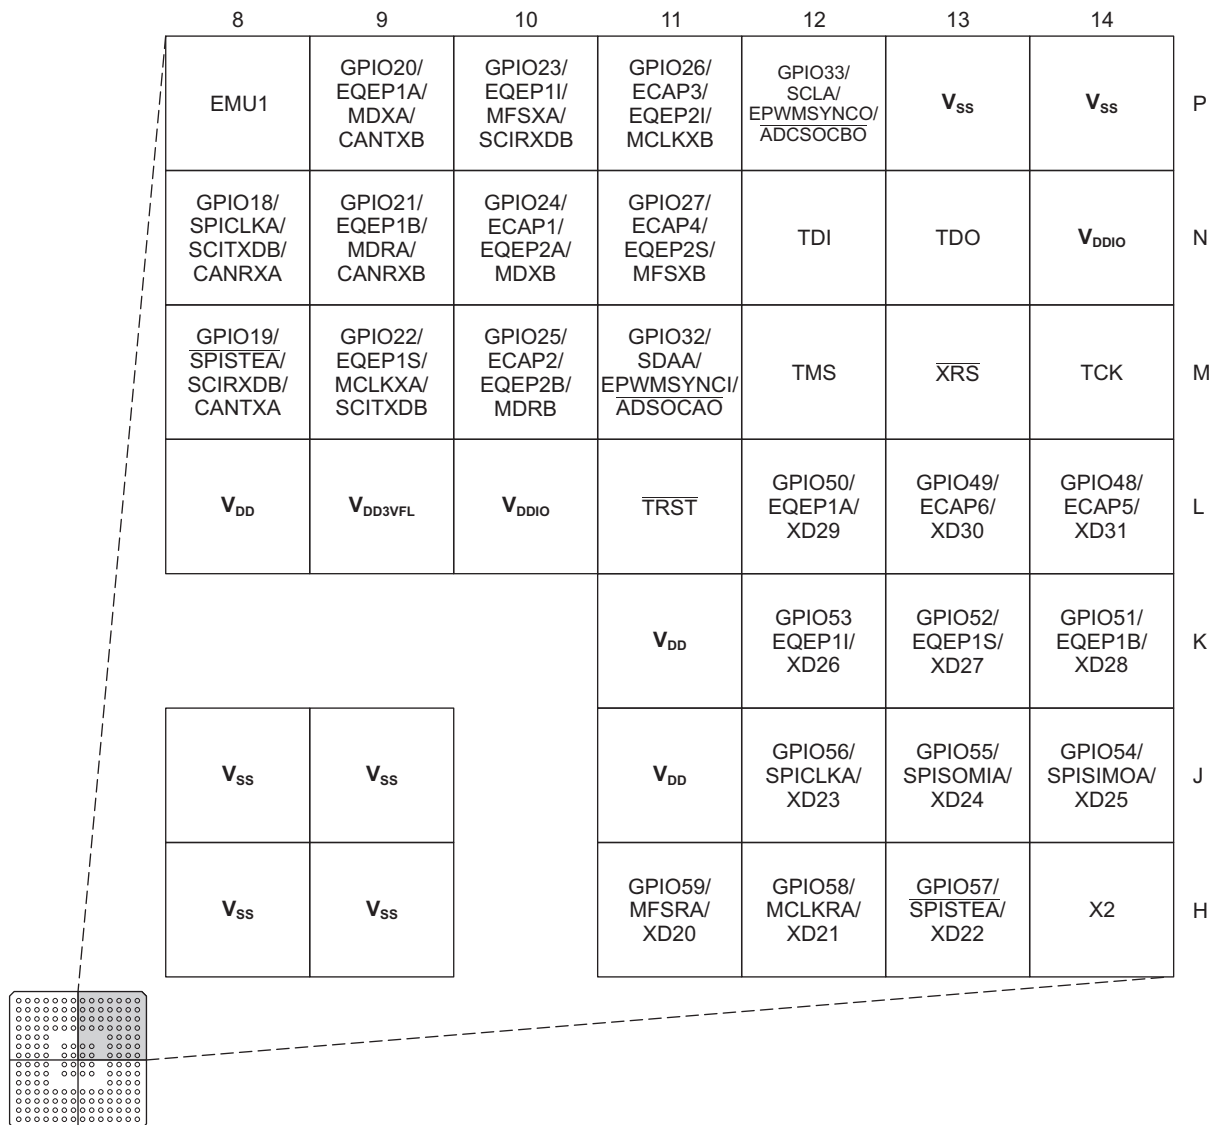 8 9 10 11 12 13 14
EMU1
GPIO20/
EQEP1A/
MDXA/
CANTXB
GPIO23/
EQEP1I/
MFSXA/
SCIRXDB
GPIO26/
ECAP3/
EQEP2I/
MCLKXB
GPIO33/
SCLA/
EPWMSYNCO/
ADCSOCBO
VSS
VSS
P
GPIO18/
SPICLKA/
SCITXDB/
CANRXA
GPIO21/
EQEP1B/
MDRA/
CANRXB
GPIO24/
ECAP1/
EQEP2A/
MDXB
GPIO27/
ECAP4/
EQEP2S/
MFSXB
TDI
TDO
VDDIO
N
GPIO19/
SPISTEA/
SCIRXDB/
CANTXA
GPIO22/
EQEP1S/
MCLKXA/
SCITXDB
GPIO25/
ECAP2/
EQEP2B/
MDRB
GPIO32/
SDAA/
EPWMSYNCI/
ADSOCAO
TMS
XRS
TCK
M
VDD
VDD3VFL
VDDIO
TRST
GPIO50/
EQEP1A/
XD29
GPIO49/
ECAP6/
XD30
GPIO48/
ECAP5/
XD31
L
VDD
GPIO53
EQEP1I/
XD26
GPIO52/
EQEP1S/
XD27
GPIO51/
EQEP1B/
XD28
K
VSS
VSS
VDD
GPIO56/
SPICLKA/
XD23
GPIO55/
SPISOMIA/
XD24
GPIO54/
SPISIMOA/
XD25
J
VSS
VSS
GPIO59/
MFSRA/
XD20
GPIO58/
MCLKRA/
XD21
GPIO57/
SPISTEA/
XD22
X2
H